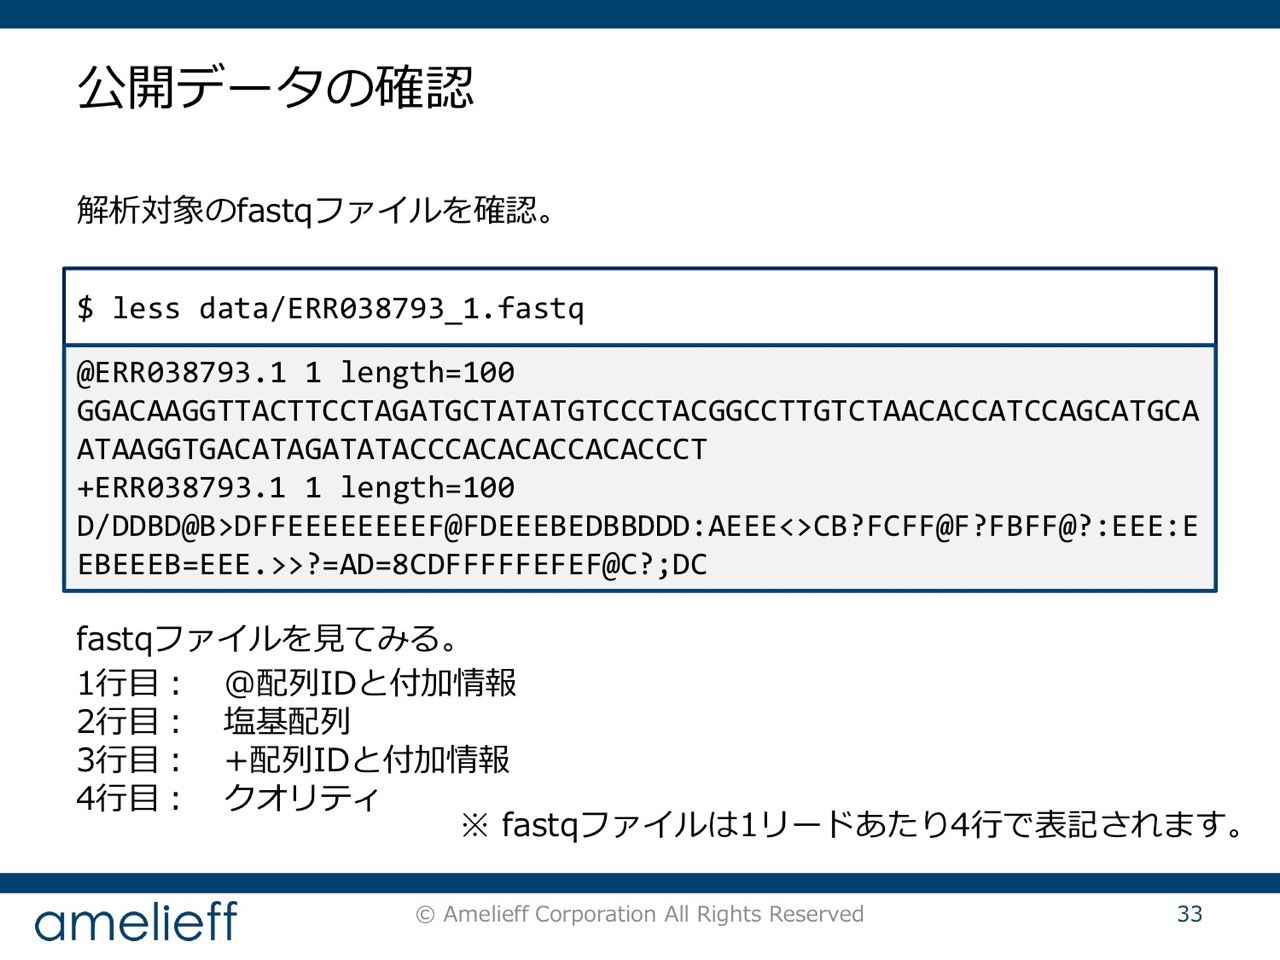 公開データの確認
解析対象のfastqファイルを確認。
$ less data/ERR038793_1.fastq
@ERR038793.1 1 length=100
GGACAAGGTTACTTCCTAGATGCTATATGTCCCTACGGCCTTGTCTAACACCATCCAGCATGCA
ATAAGGTGACATAGATATACCCACACACCACACCCT
+ERR038793.1 1 length=100
D/DDBD@B>DFFEEEEEEEEEF@FDEEEBEDBBDDD:AEEE<>CB?FCFF@F?FBFF@?:EEE:E
EBEEEB=EEE.>>?=AD=8CDFFFFFEFEF@C?;DC
fastqファイルを見てみる。
1行目： @配列IDと付加情報
2行目： 塩基配列
3行目： +配列IDと付加情報
4行目： クオリティ
※ fastqファイルは1リードあたり4行で表記されます。
amelieff
© Amelieff Corporation All Rights Reserved
33